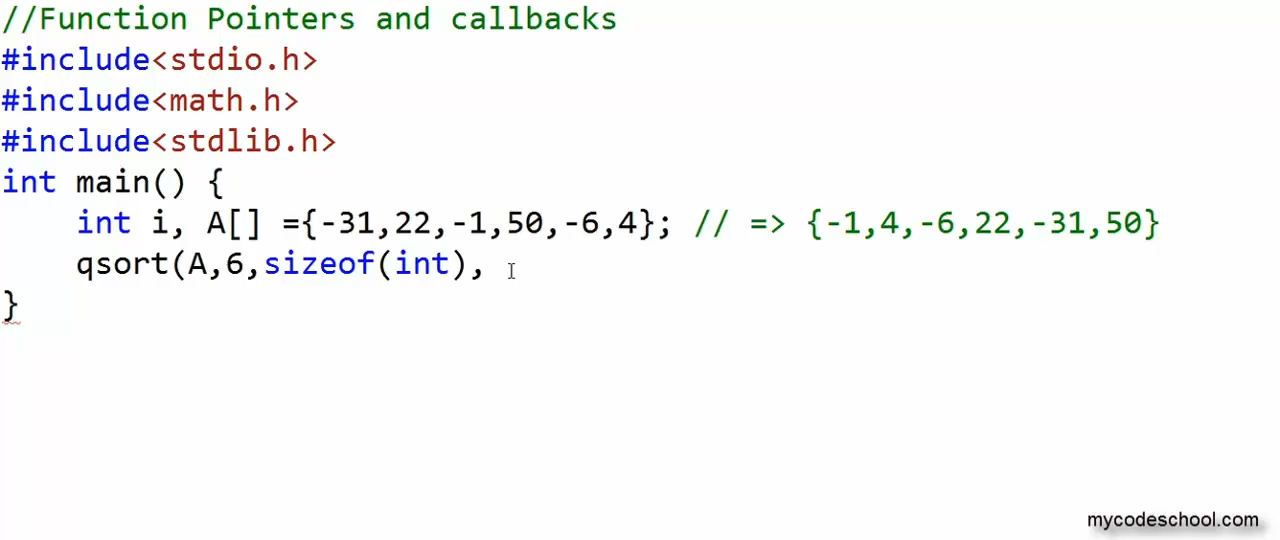 //Function Pointers and callbacks
#include<stdio.h>
#include<math.h>
#include<stdlib.h>
int main() {
    int i, A[] ={-31,22,-1,50,-6,4}; // => {-1,4,-6,22,-31,50}
    qsort(A,6,sizeof(int),
}
mycodeschool.com